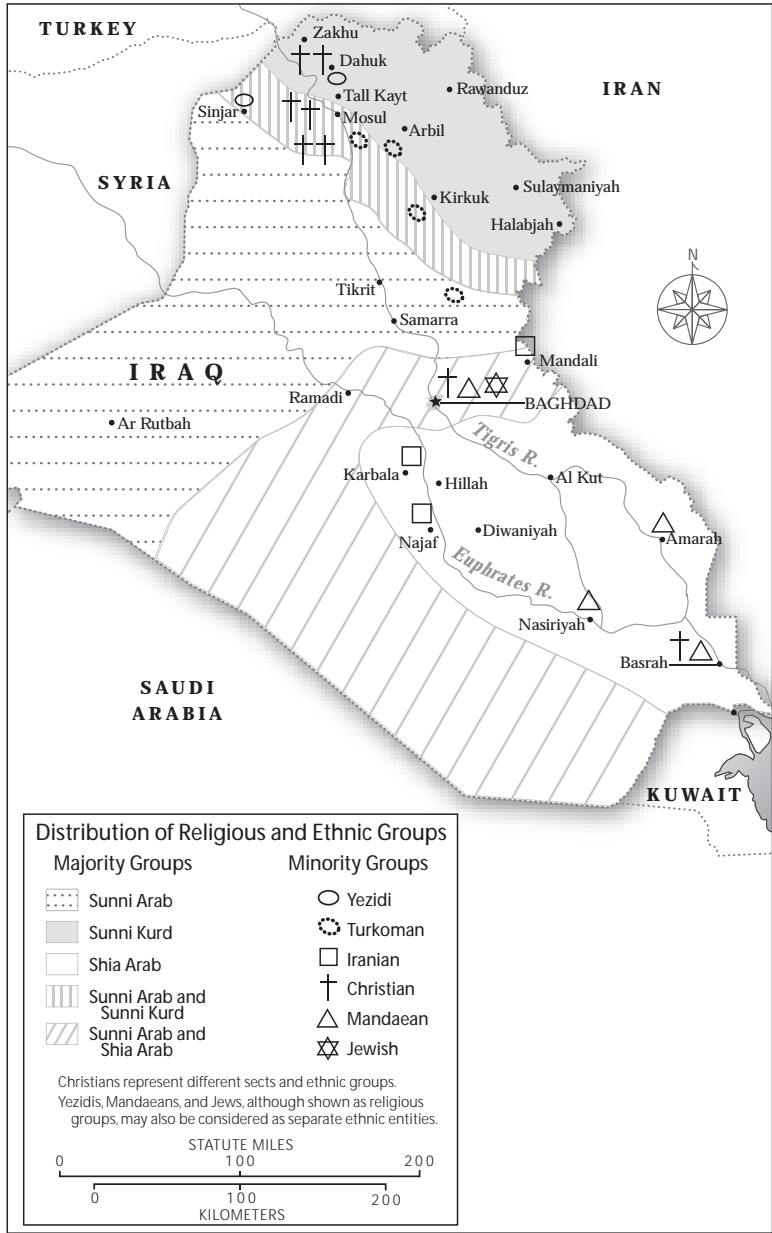 TURKEY
Zakhu
Dahuk
Rawanduz
IRAN
Tall Kayt
Sinjar
Mosul
Arbil
SYRIA
Sulaymaniyah
Kirkuk
Halabjah
N
Tikrit
Samarra
IRAQ
Mandali
Ramadi
BAGHDAD
Ar Rutbah
Tigris R.
Karbala
Hillah
Al Kut
Najaf
Diwaniyah
Amarah
Euphrates R.
Nasiriyah
Basrah
SAUDI
ARABIA
KUWAIT
Distribution of Religious and Ethnic Groups
Majority Groups
Sunni Arab
Sunni Kurd
Shia Arab
Sunni Arab and
Sunni Kurd
Sunni Arab and
Shia Arab
Minority Groups
Yezidi
Turkoman
Iranian
Christian
Mandaean
Jewish
Christians represent different sects and ethnic groups.
Yezidis, Mandaeans, and Jews, although shown as religious
groups, may also be considered as separate ethnic entities.
STATUTE MILES
0 100 200
0 100 200
KILOMETERS